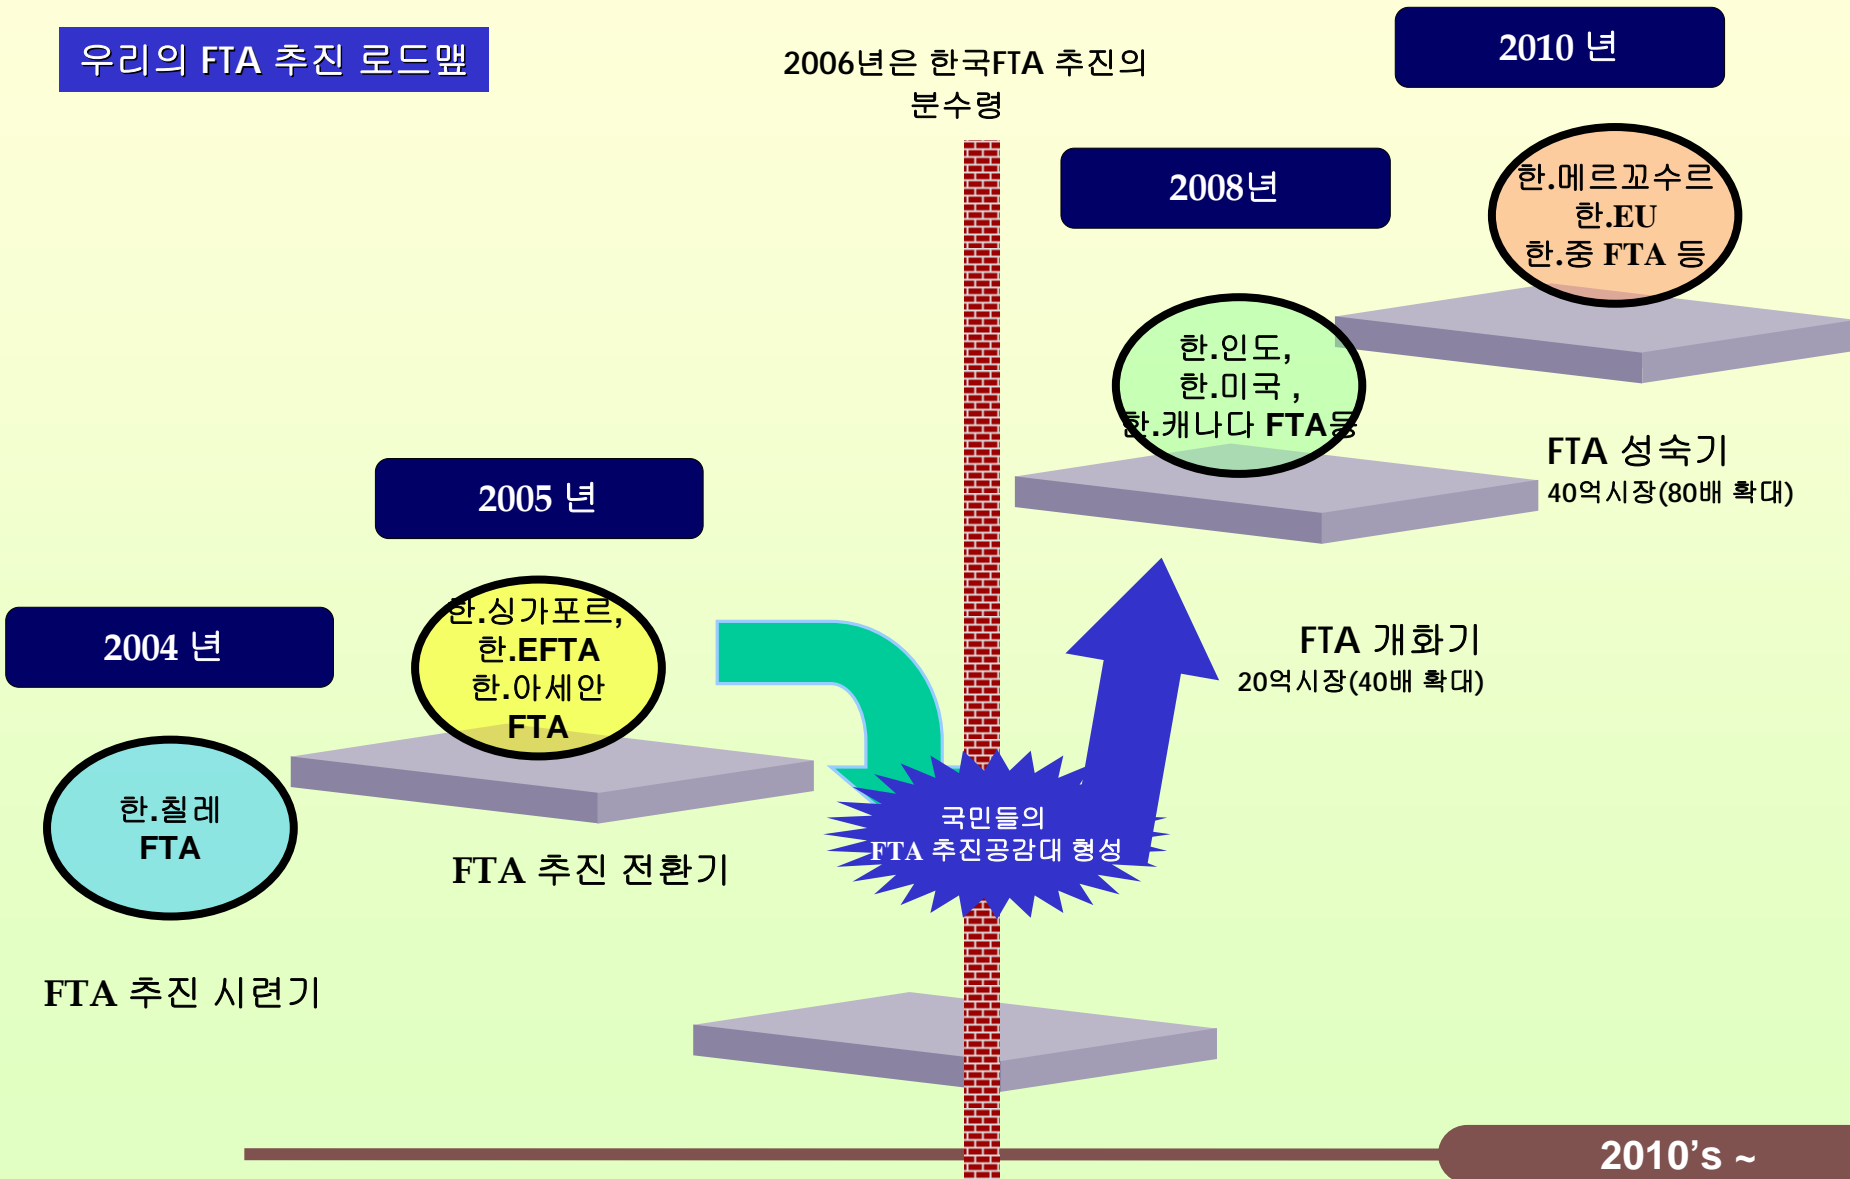 우리의 FTA 추진 로드맵
2006년은 한국FTA 추진의
분수령
2010 년
한.메르꼬수르
한.EU
한.중 FTA 등
2008년
한.인도,
한.미국 ,
한.캐나다 FTA등
FTA 성숙기
40억시장(80배 확대)
2005 년
한.싱가포르,
한.EFTA
한.아세안
FTA
2004 년
한.칠레
FTA
FTA 개화기
20억시장(40배 확대)
국민들의
FTA 추진공감대 형성
FTA 추진 전환기
FTA 추진 시련기
2010’s ~